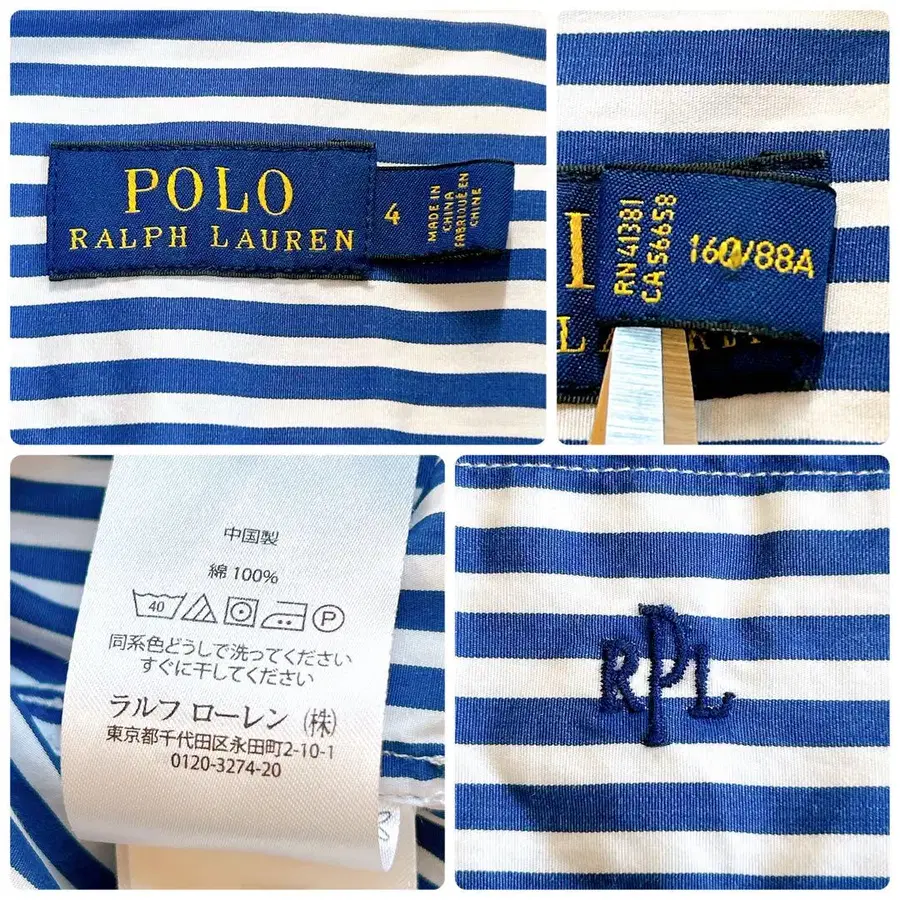 POLO
RALPH LAUREN
4
MADE IN
CHINA
FABRIQUÉ EN
CHINE
RN 41381
CA 56658
160/88A
中国製
綿 100%
40
P
同系色どうしで洗ってください
すぐに干してください
ラルフ ローレン (株)
東京都千代田区永田町2-10-1
0120-3274-20
RPL